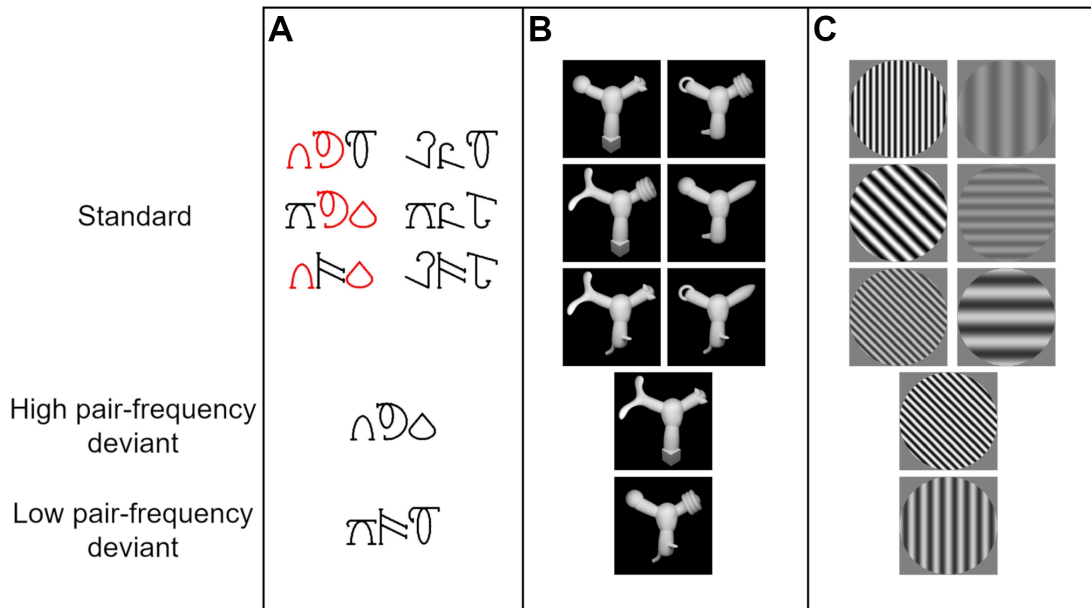 A
B
C
Standard
High pair-frequency
deviant
Low pair-frequency
deviant